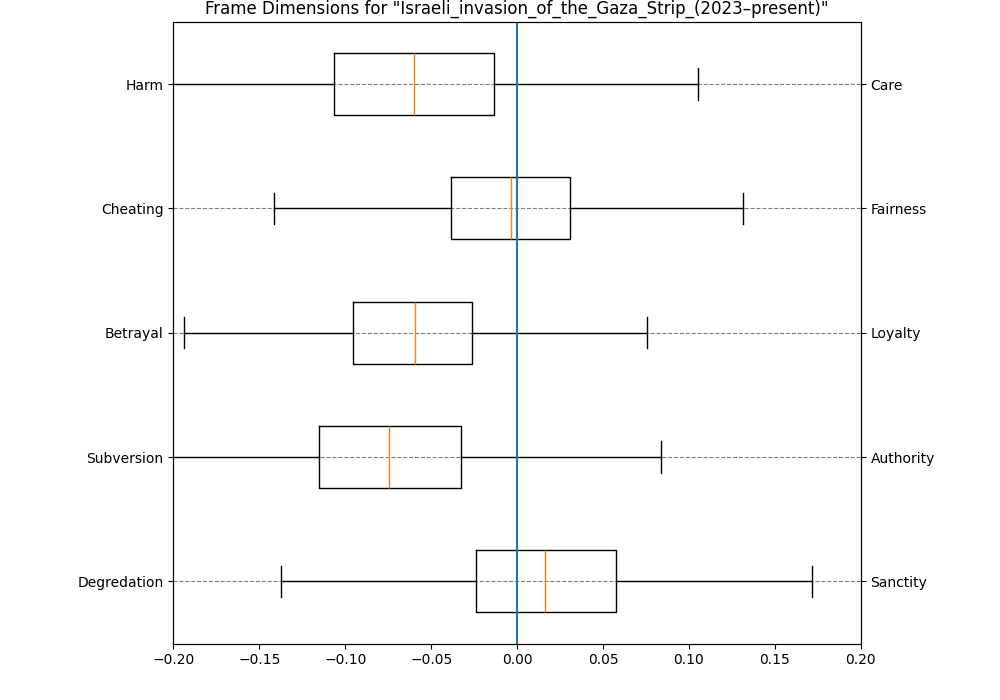 Frame Dimensions for "Israeli_invasion_of_the_Gaza_Strip_(2023–present)"
Harm Care
Cheating Fairness
Betrayal Loyalty
Subversion Authority
Degredation Sanctity
−0.20 −0.15 −0.10 −0.05 0.00 0.05 0.10 0.15 0.20